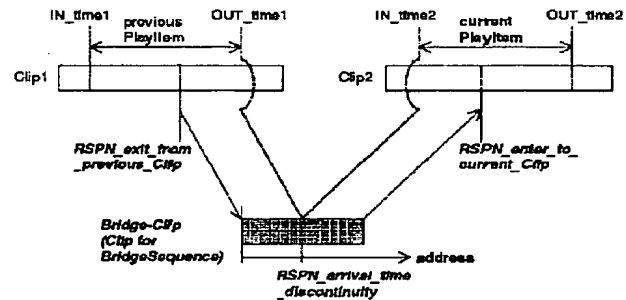 IN_time1
previous
PlayItem
OUT_time1
IN_time2
current
PlayItem
OUT_time2
Clip1
Clip2
RSPN_exit_from
_previous_Clip
RSPN_enter_to_
current_Clip
Bridge-Clip
(Clip for
BridgeSequence)
address
RSPN_arrival_time
_discontinuity